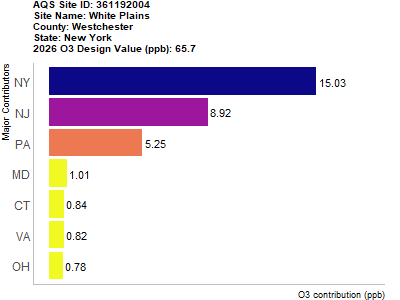 AQS Site ID: 361192004
Site Name: White Plains
County: Westchester
State: New York
2026 O3 Design Value (ppb): 65.7
Major Contributors
NY 15.03
NJ 8.92
PA 5.25
MD 1.01
CT 0.84
VA 0.82
OH 0.78
O3 contribution (ppb)